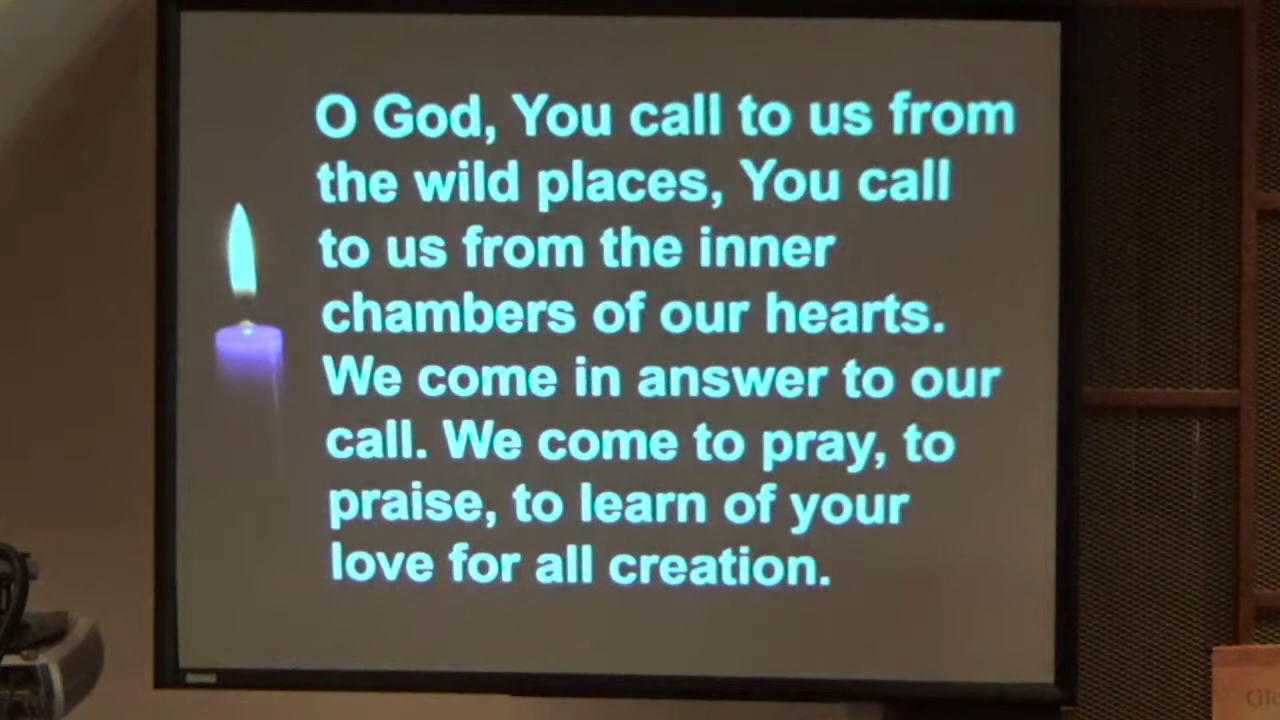 O God, You call to us from
the wild places, You call
to us from the inner
chambers of our hearts.
We come in answer to our
call. We come to pray, to
praise, to learn of your
love for all creation.